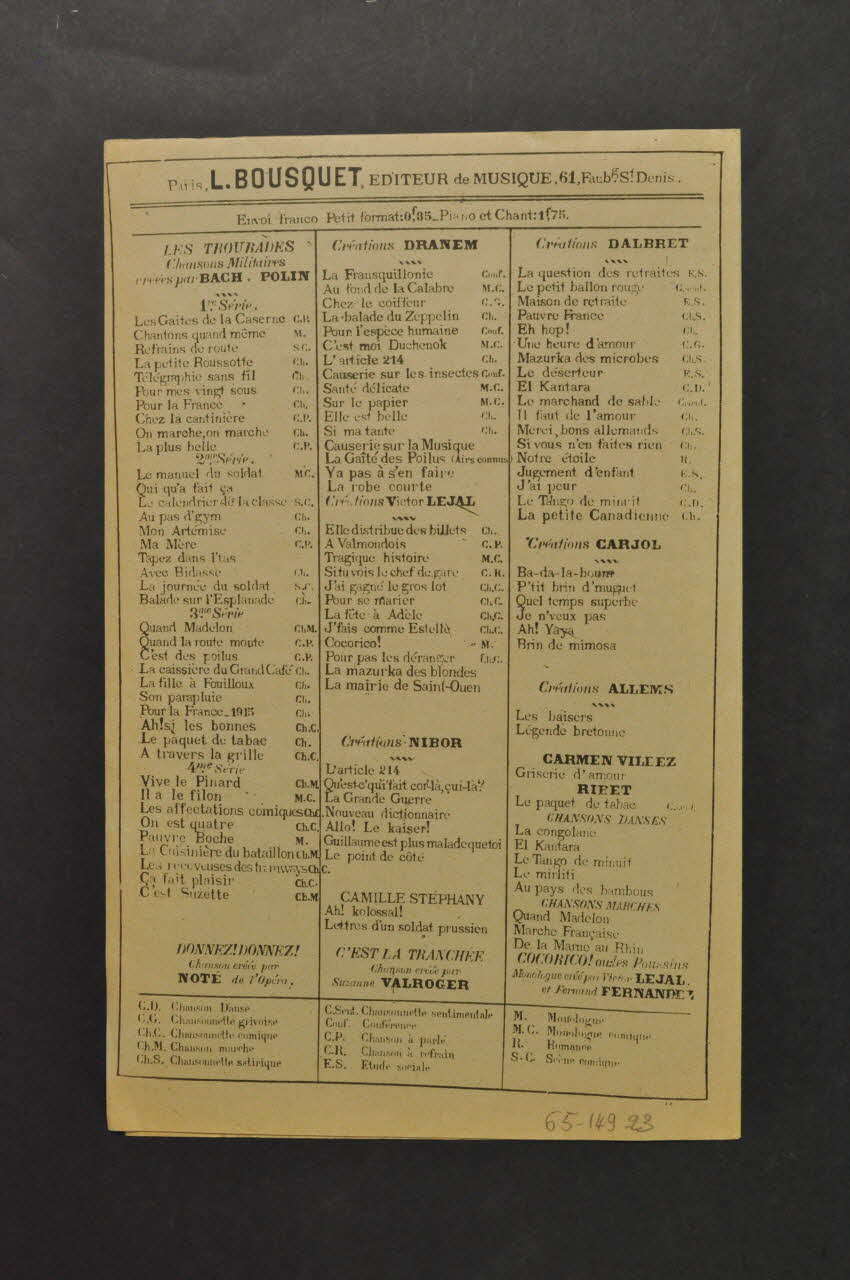 Paris, L. BOUSQUET, EDITEUR de MUSIQUE, 61, Faubg St Denis.
Envoi franco Petit format: 0f,35_Piano et Chant: 1f75.
LES TROUBADES
Chansons Militaires
créées par BACH. POLIN
1re Série.
Les Gaités de la Caserne C.P.
Chantons quand même M.
Refrains de route S.C.
La petite Roussotte Ch.
Télégraphie sans fil Ch.
Pour mes vingt sous Ch.
Pour la France Ch.
Chez la cantinière C.P.
On marche, on marche Ch.
La plus belle C.P.
2me Série.
Le manuel du soldat M.C.
Qui qu'a fait ça
Le calendrier de la classe S.C.
Au pas d'gym Ch.
Mon Artémise Ch.
Ma Mère C.P.
Tapez dans l'tas
Avec Bidasse Ch.
La journée du soldat S.C.
Balade sur l'Esplanade Ch.
3me Série
Quand Madelon Ch.M.
Quand la route monte C.P.
C'est des poilus C.P.
La caissière du Grand Café Ch.
La fille à Fouilloux Ch.
Son parapluie Ch.
Pour la France_1915 Ch.
Ah! si les bonnes Ch.C.
Le paquet de tabac Ch.
A travers la grille Ch.C.
4me Série
Vive le Pinard Ch.M.
Il a le filon M.C.
Les affectations comiques Ch.C.
On est quatre Ch.C.
Pauvre Boche M.
La Cuisinière du bataillon Ch.M.
Les receveuses des tramways Ch.C.
Ça fait plaisir Ch.C.
C'est Suzette Ch.M
DONNEZ! DONNEZ!
Chanson créée par
NOTÉ de l'Opéra.
Créations DRANEM
La Fransquillonie Conf.
Au fond de la Calabre M.C.
Chez le coiffeur C.G.
La balade du Zeppelin Ch.
Pour l'espèce humaine Conf.
C'est moi Duchenok M.C.
L'article 214 Ch.
Causerie sur les insectes Conf.
Santé délicate M.C.
Sur le papier M.C.
Elle est belle Ch.
Si ma tante Ch.
Causerie sur la Musique
La Gaîté des Poilus (Airs connus)
Ya pas à s'en faire
La robe courte
Créations Victor LEJAL
Elle distribue des billets Ch.
A Valmondois C.P.
Tragique histoire M.C.
Si tu vois le chef de gare C.R.
J'ai gagné le gros lot Ch.C.
Pour se marier Ch.C.
La fête à Adèle Ch.C.
J'fais comme Estelle Ch.C.
Cocorico! M.
Pour pas les déranger Ch.C.
La mazurka des blondes
La mairie de Saint-Ouen
Créations NIBOR
L'article 214
Qu'est-c'qui'fait cor'là, çui-là?
La Grande Guerre
Nouveau dictionnaire
Allo! Le kaiser!
Guillaume est plus malade que toi
Le point de côté
CAMILLE STÉPHANY
Ah! kolossal!
Lettres d'un soldat prussien
C'EST LA TRANCHEE
Chanson créée par
Suzanne VALROGER
Créations DALBRET
La question des retraites E.S.
Le petit ballon rouge C.sent.
Maison de retraite E.S.
Pauvre France Ch.S.
Eh hop! Ch.
Une heure d'amour C.G.
Mazurka des microbes Ch.S.
Le déserteur E.S.
El Kantara C.D.
Le marchand de sable C.sent.
Il faut de l'amour Ch.
Merci, bons allemands Ch.S.
Si vous n'en faites rien Ch.
Notre étoile R.
Jugement d'enfant E.S.
J'ai peur Ch.
Le Tango de minuit C.D.
La petite Canadienne Ch.
Créations CARJOL
Ba-da-la-boum
P'tit brin d'muguet
Quel temps superbe
Je n'veux pas
Ah! Yaya
Brin de mimosa
Créations ALLEMS
Les baisers
Légende bretonne
CARMEN VILLEZ
Griserie d'amour
RIFET
Le paquet de tabac C.sent.
CHANSONS DANSES
La congolane
El Kantara
Le Tango de minuit
Le mirliti
Au pays des bambous
CHANSONS MARCHES
Quand Madelon
Marche Française
De la Marne au Rhin
COCORICO! ou les Poussins
Monologue créé par Victor LEJAL
et Fernand FERNANDEZ
C.D. Chanson Danse
C.G. Chansonnette grivoise
Ch.C. Chansonnette comique
Ch.M. Chanson marche
Ch.S. Chansonnette satirique
C.Sent. Chansonnette sentimentale
Conf. Conférence
C.P. Chanson à parlé
C.R. Chanson à refrain
E.S. Etude sociale
M. Monologue
M.C. Monologue comique
R. Romance
S.C. Scène comique
65-149 23